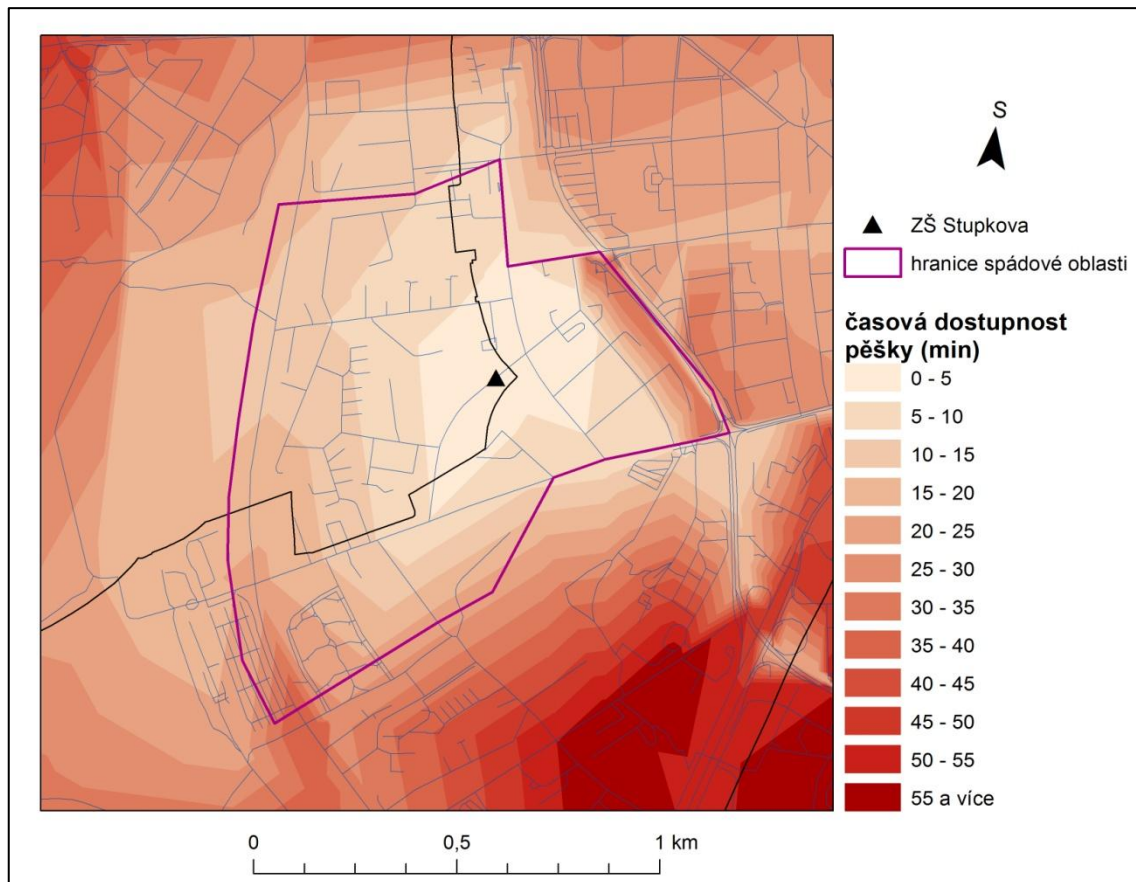 S
ZŠ Stupkova
hranice spádové oblasti
časová dostupnost
pěšky (min)
0 - 5
5 - 10
10 - 15
15 - 20
20 - 25
25 - 30
30 - 35
35 - 40
40 - 45
45 - 50
50 - 55
55 a více
0 0,5 1 km